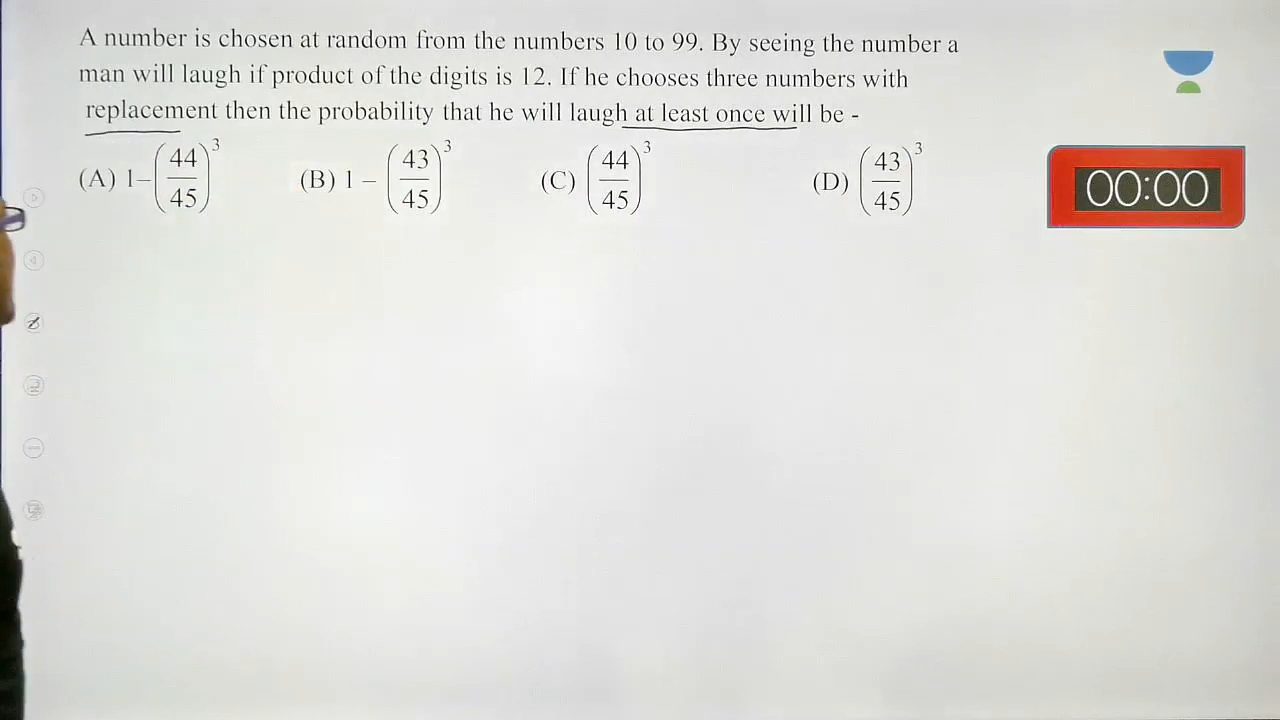 A number is chosen at random from the numbers 10 to 99. By seeing the number a
man will laugh if product of the digits is 12. If he chooses three numbers with
replacement then the probability that he will laugh at least once will be -
(A) 1–(44/45)³ (B) 1 – (43/45)³ (C) (44/45)³ (D) (43/45)³
00:00